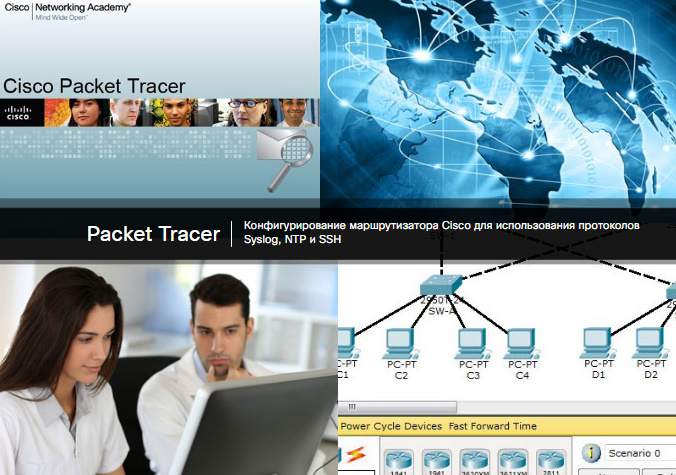 Cisco | Networking Academy®
Mind Wide Open™
Cisco Packet Tracer
CISCO
Packet Tracer
Конфигурирование маршрутизатора Cisco для использования протоколов
Syslog, NTP и SSH
2950T-24
SW-A
PC-PT
C1
PC-PT
C2
PC-PT
C3
PC-PT
C4
PC-PT
D1
PC-PT
D2
Power Cycle Devices Fast Forward Time
1841
1941
2620XM
2621XM
2811
Scenario 0